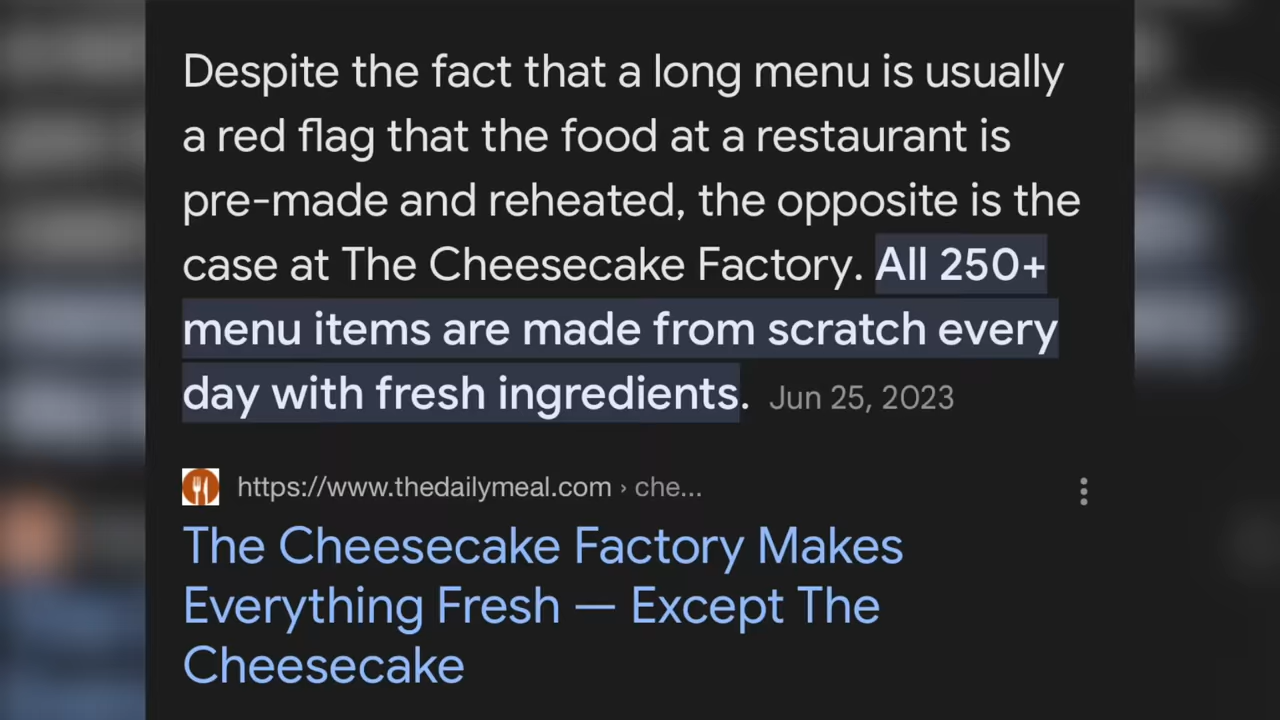 Despite the fact that a long menu is usually
a red flag that the food at a restaurant is
pre-made and reheated, the opposite is the
case at The Cheesecake Factory. All 250+
menu items are made from scratch every
day with fresh ingredients. Jun 25, 2023
https://www.thedailymeal.com › che...
The Cheesecake Factory Makes
Everything Fresh — Except The
Cheesecake